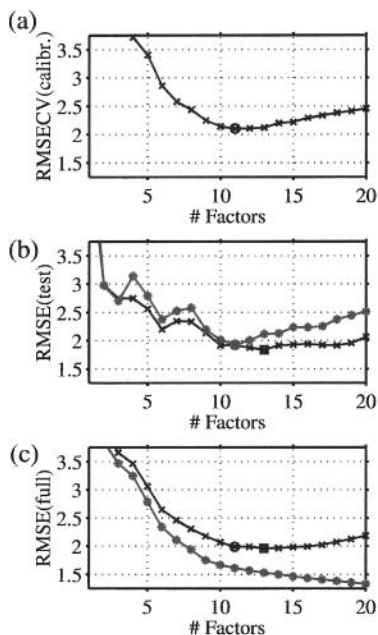 (a)
RMSECV(calibr.)
3.5
3
2.5
2
1.5
5 10 15 20
# Factors
(b)
RMSE(test)
3.5
3
2.5
2
1.5
5 10 15 20
# Factors
(c)
RMSE(full)
3.5
3
2.5
2
1.5
5 10 15 20
# Factors